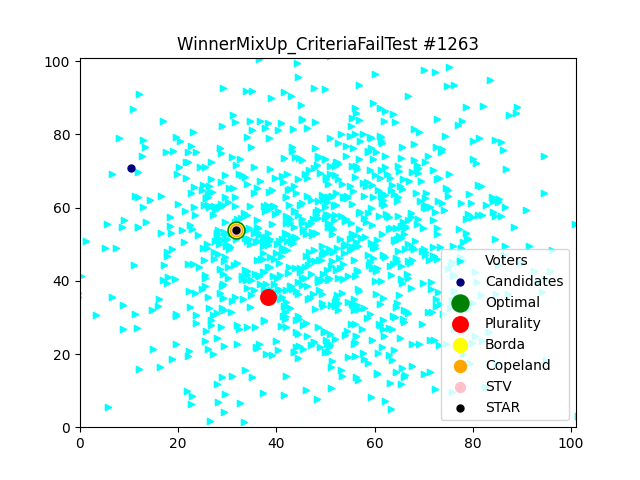 WinnerMixUp_CriteriaFailTest #1263
100
80
60
40
20
0
0
20
40
60
80
100
Voters
Candidates
Optimal
Plurality
Borda
Copeland
STV
STAR